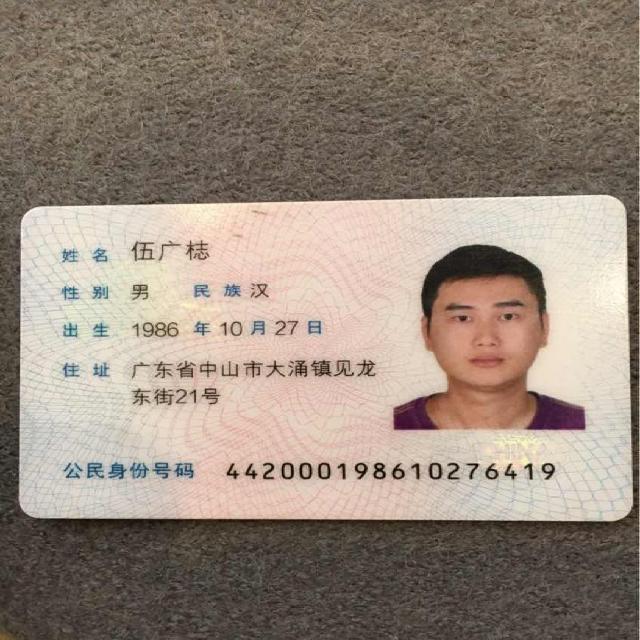 姓名 伍广梽
性别 男 民族 汉
出生 1986 年 10 月 27 日
住址 广东省中山市大涌镇见龙
东街21号
公民身份号码 442000198610276419